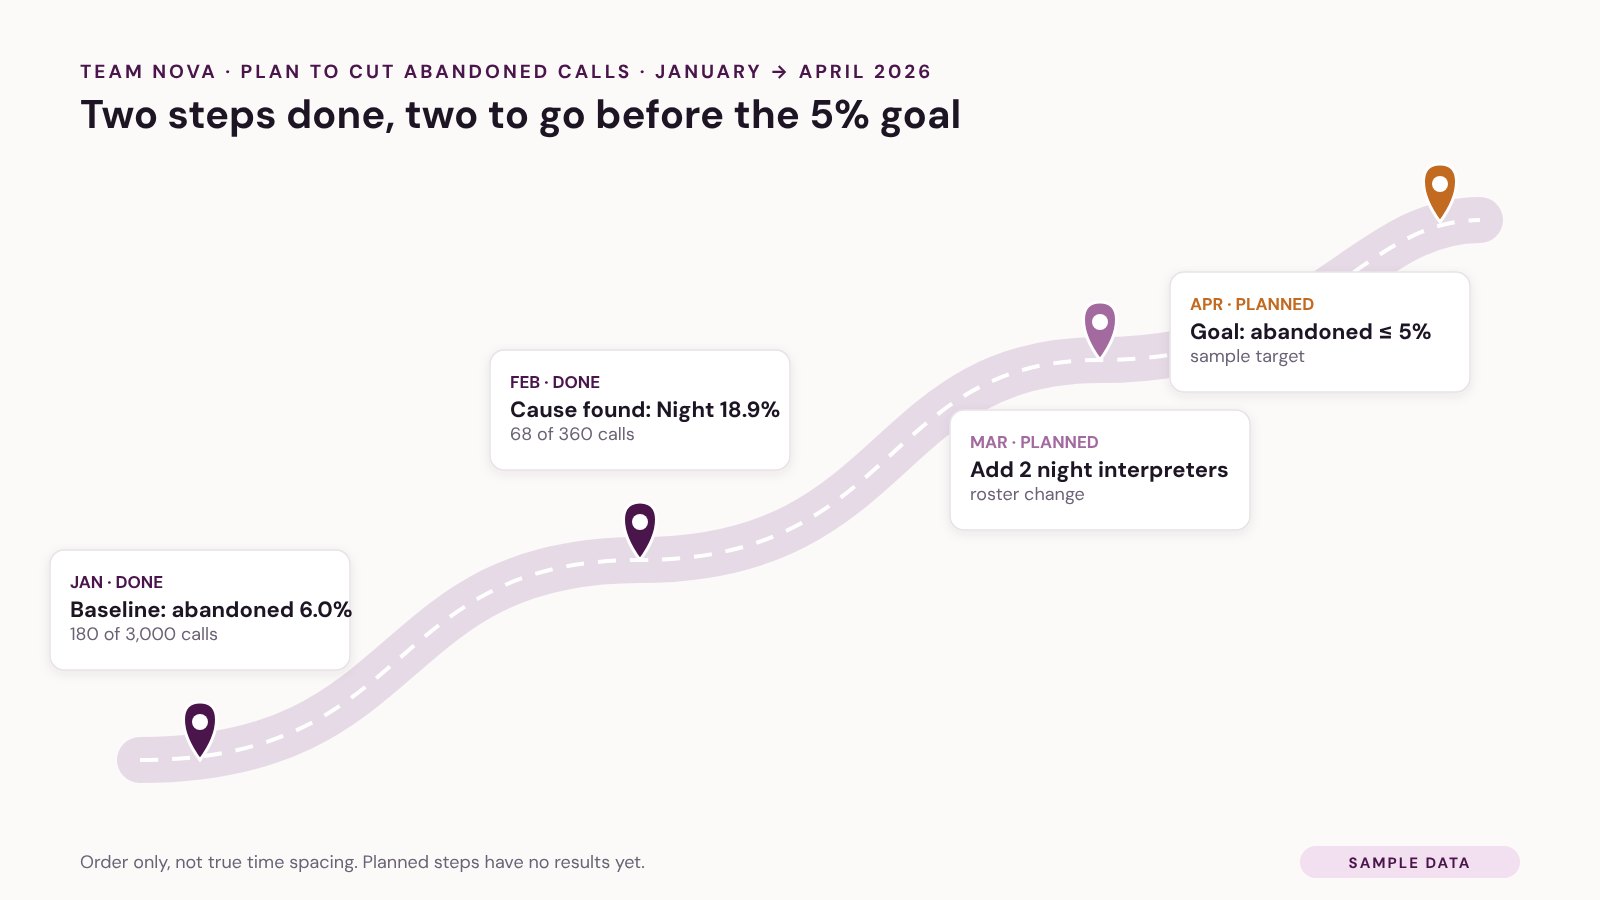 TEAM NOVA · PLAN TO CUT ABANDONED CALLS · JANUARY → APRIL 2026
Two steps done, two to go before the 5% goal
JAN · DONE
Baseline: abandoned 6.0%
180 of 3,000 calls
FEB · DONE
Cause found: Night 18.9%
68 of 360 calls
MAR · PLANNED
Add 2 night interpreters
roster change
APR · PLANNED
Goal: abandoned ≤ 5%
sample target
Order only, not true time spacing. Planned steps have no results yet.
SAMPLE DATA